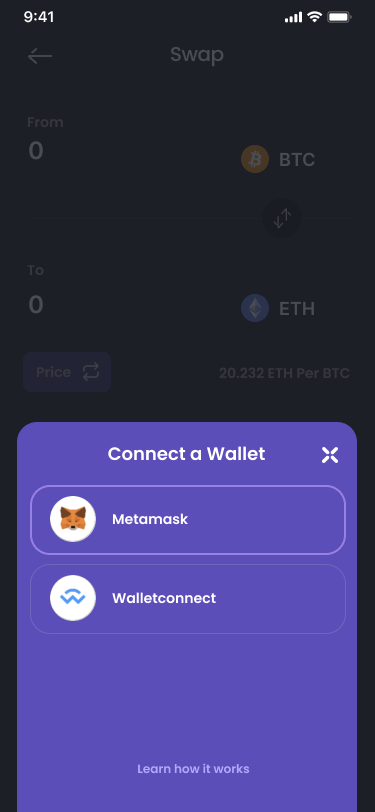 9:41
Swap
From
0
BTC
To
0
ETH
Price
20.232 ETH Per BTC
Connect a Wallet
Metamask
Walletconnect
Learn how it works